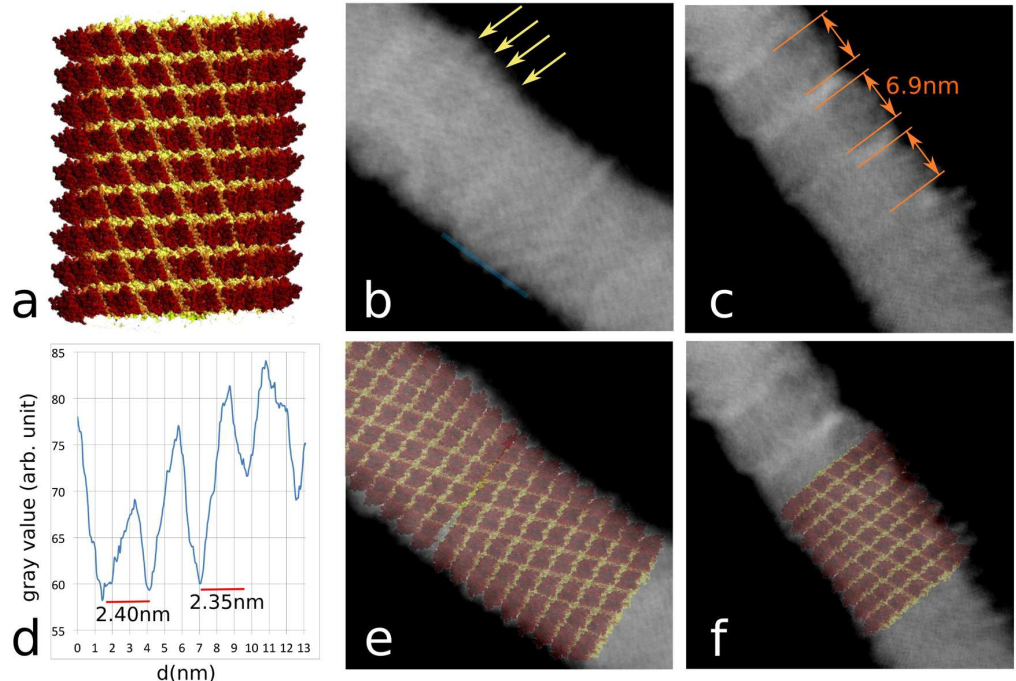 a
b
c
6.9nm
85
80
75
70
65
60
55
gray value (arb. unit)
2.40nm
2.35nm
0 1 2 3 4 5 6 7 8 9 10 11 12 13
d(nm)
d
e
f